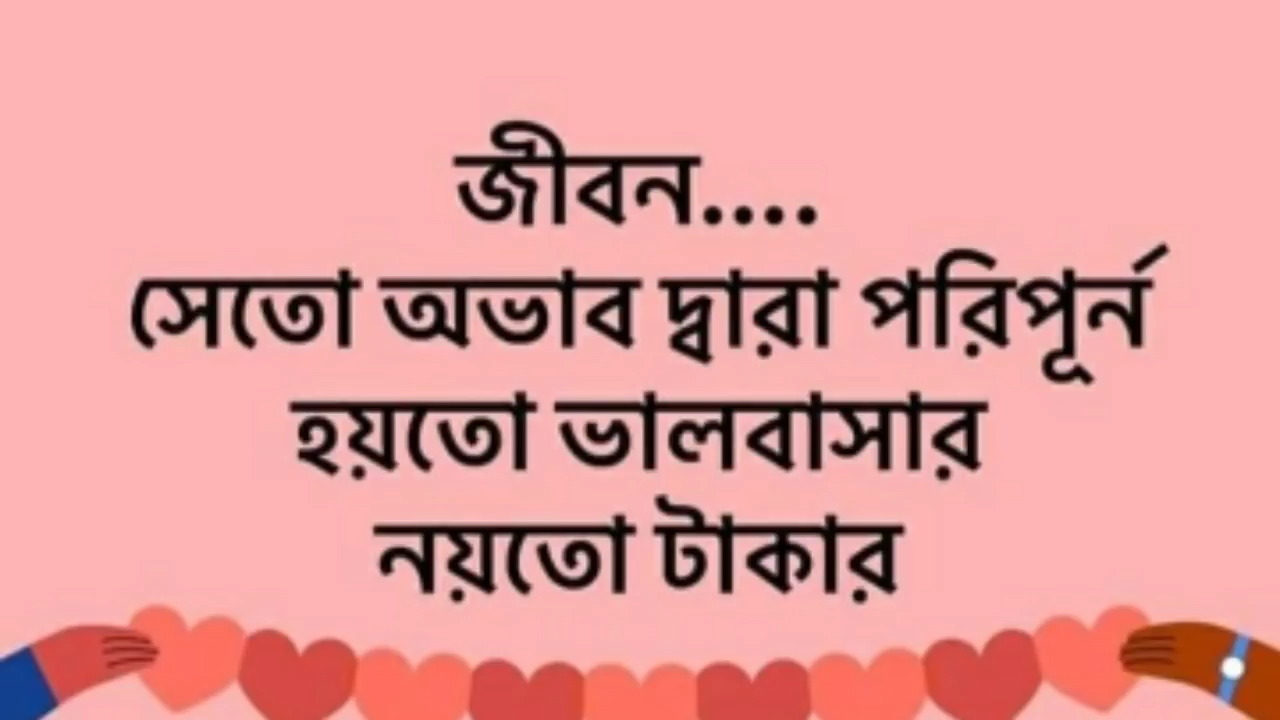 জীবন....
সেতো অভাব দ্বারা পরিপূর্ন
হয়তো ভালবাসার
নয়তো টাকার